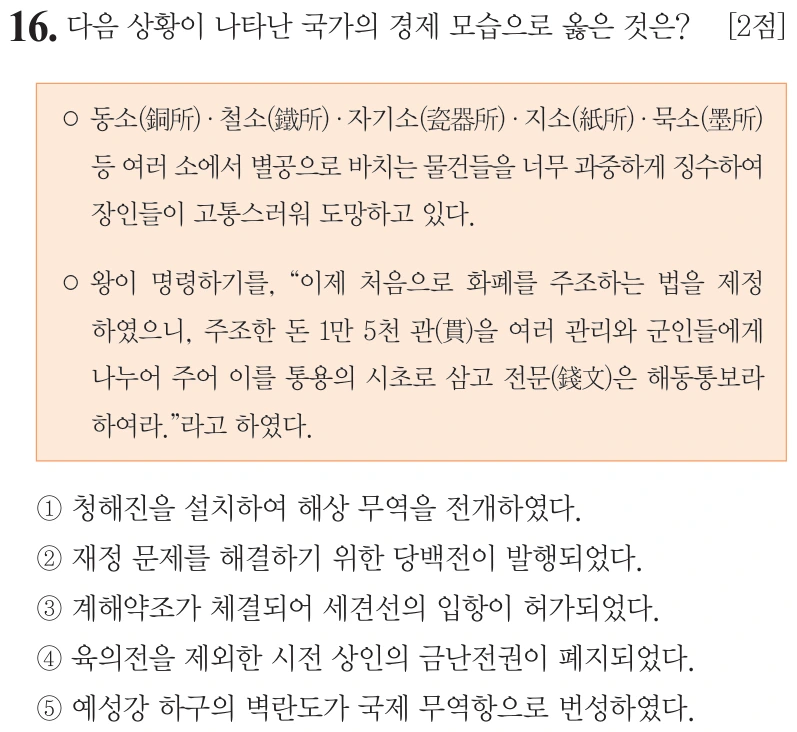 16. 다음 상황이 나타난 국가의 경제 모습으로 옳은 것은? [2점]
○ 동소(銅所)·철소(鐵所)·자기소(瓷器所)·지소(紙所)·묵소(墨所)
등 여러 소에서 별공으로 바치는 물건들을 너무 과중하게 징수하여
장인들이 고통스러워 도망하고 있다.
○ 왕이 명령하기를, “이제 처음으로 화폐를 주조하는 법을 제정
하였으니, 주조한 돈 1만 5천 관(貫)을 여러 관리와 군인들에게
나누어 주어 이를 통용의 시초로 삼고 전문(錢文)은 해동통보라
하여라.”라고 하였다.
① 청해진을 설치하여 해상 무역을 전개하였다.
② 재정 문제를 해결하기 위한 당백전이 발행되었다.
③ 계해약조가 체결되어 세견선의 입항이 허가되었다.
④ 육의전을 제외한 시전 상인의 금난전권이 폐지되었다.
⑤ 예성강 하구의 벽란도가 국제 무역항으로 번성하였다.